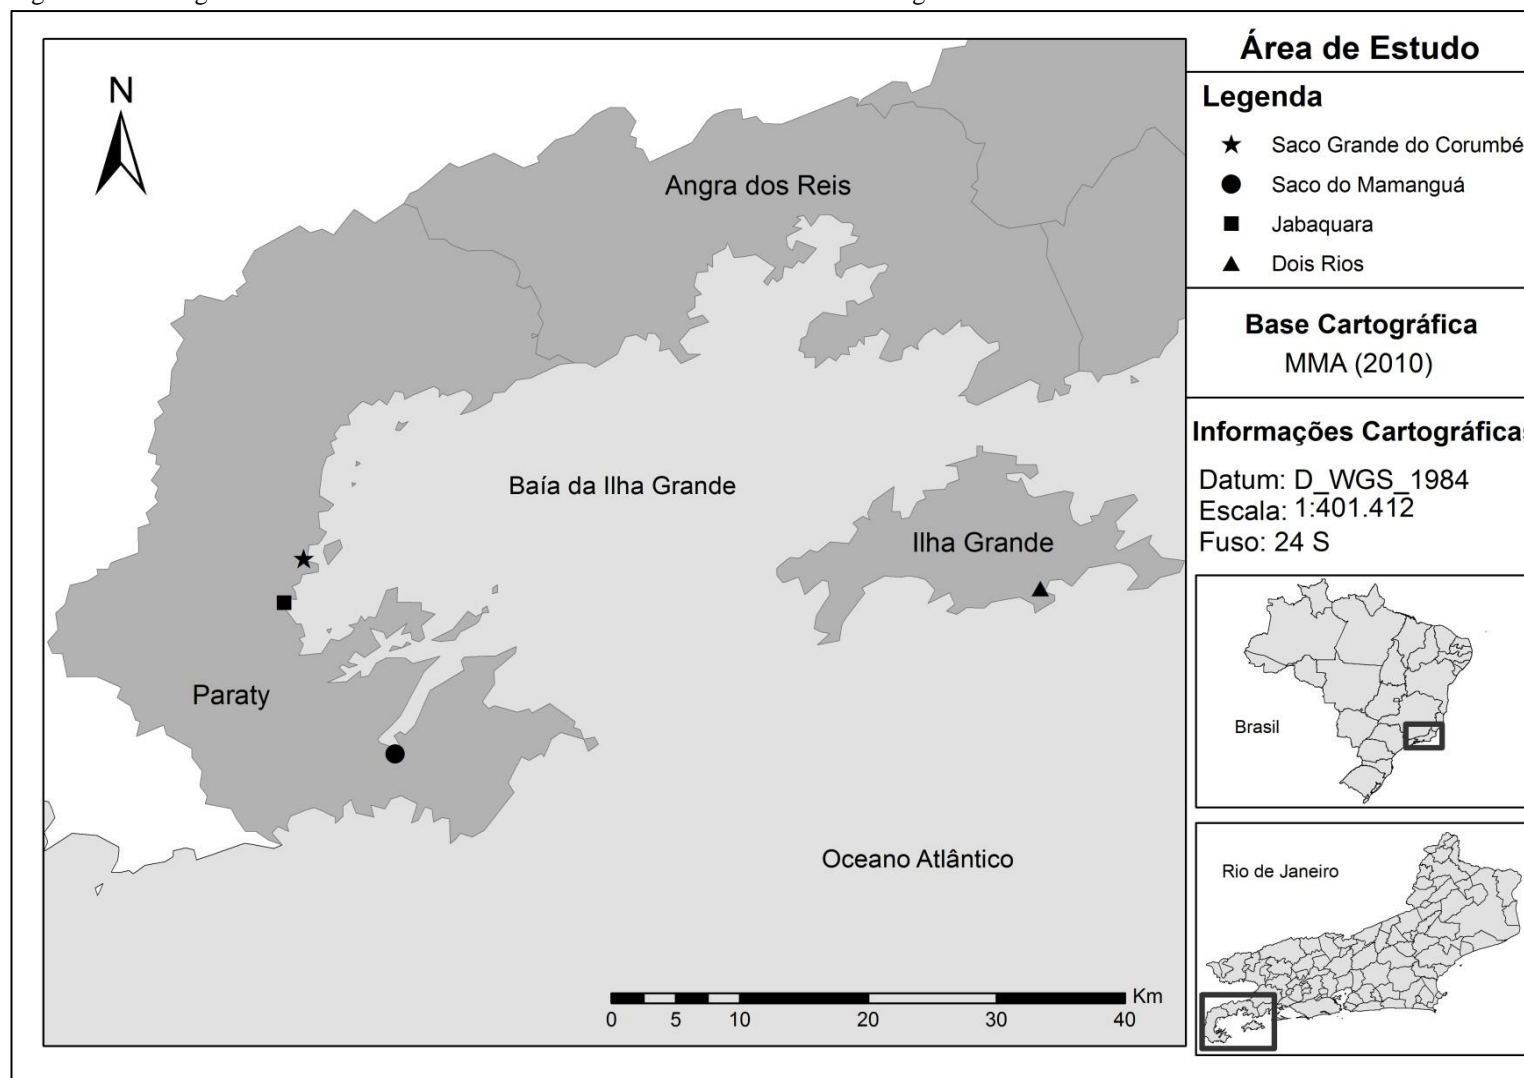 N
Angra dos Reis
Baía da Ilha Grande
Ilha Grande
Paraty
Oceano Atlântico
Km
0 5 10 20 30 40
Área de Estudo
Legenda
Saco Grande do Corumbê
Saco do Mamanguá
Jabaquara
Dois Rios
Base Cartográfica
MMA (2010)
Informações Cartográficas
Datum: D_WGS_1984
Escala: 1:401.412
Fuso: 24 S
Brasil
Rio de Janeiro